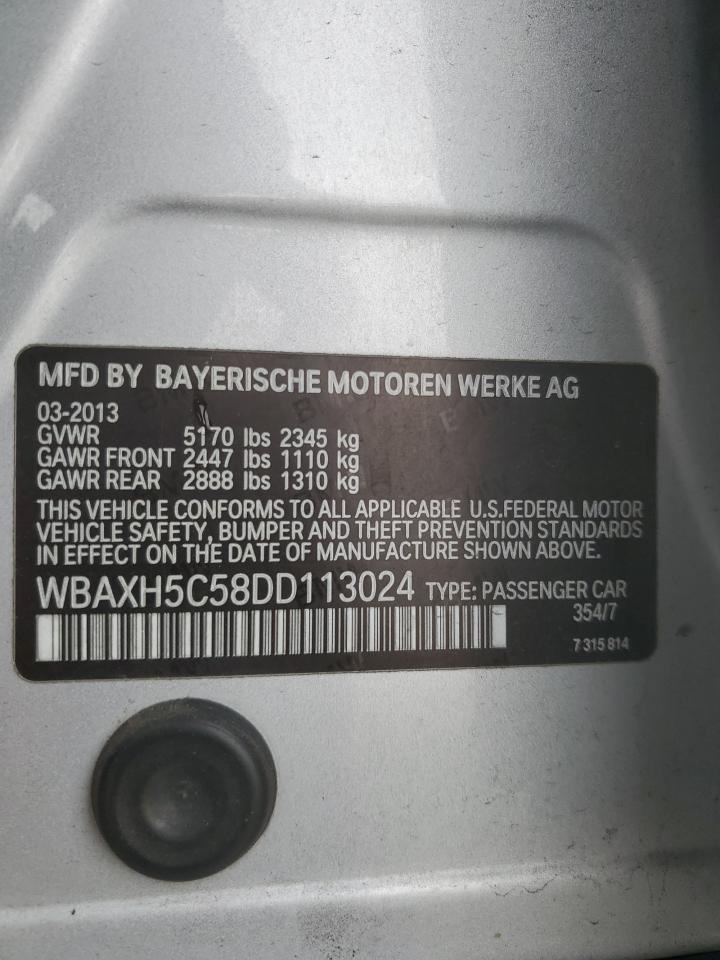 MFD BY BAYERISCHE MOTOREN WERKE AG
03-2013
GVWR 5170 lbs 2345 kg
GAWR FRONT 2447 lbs 1110 kg
GAWR REAR 2888 lbs 1310 kg
THIS VEHICLE CONFORMS TO ALL APPLICABLE U.S.FEDERAL MOTOR
VEHICLE SAFETY, BUMPER AND THEFT PREVENTION STANDARDS
IN EFFECT ON THE DATE OF MANUFACTURE SHOWN ABOVE.
WBAXH5C58DD113024 TYPE: PASSENGER CAR
354/7
7 315 814